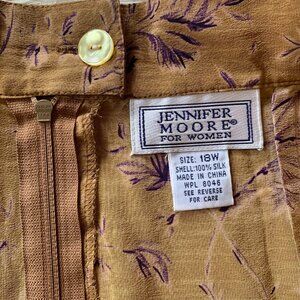 JENNIFER
MOORE®
FOR WOMEN
SIZE: 18W
SHELL:100% SILK
MADE IN CHINA
WPL 8046
SEE REVERSE
FOR CARE